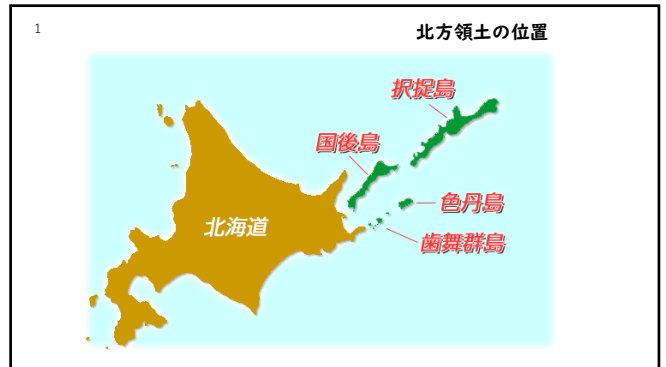 1
北方領土の位置
択捉島
国後島
色丹島
北海道
歯舞群島